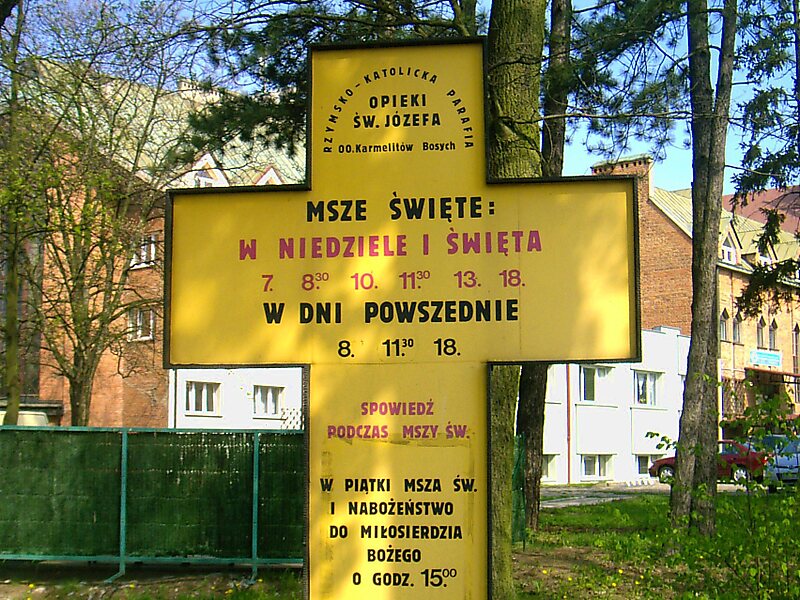 RZYMSKO-KATOLICKA PARAFIA
OPIEKI
ŚW. JÓZEFA
OO. Karmelitów Bosych
MSZE ŚWIĘTE:
W NIEDZIELE I ŚWIĘTA
7. 8.30 10. 11.30 13. 18.
W DNI POWSZEDNIE
8. 11.30 18.
SPOWIEDŹ
PODCZAS MSZY ŚW.
W PIĄTKI MSZA ŚW.
I NABOŻEŃSTWO
DO MIŁOSIERDZIA
BOŻEGO
O GODZ. 15.00